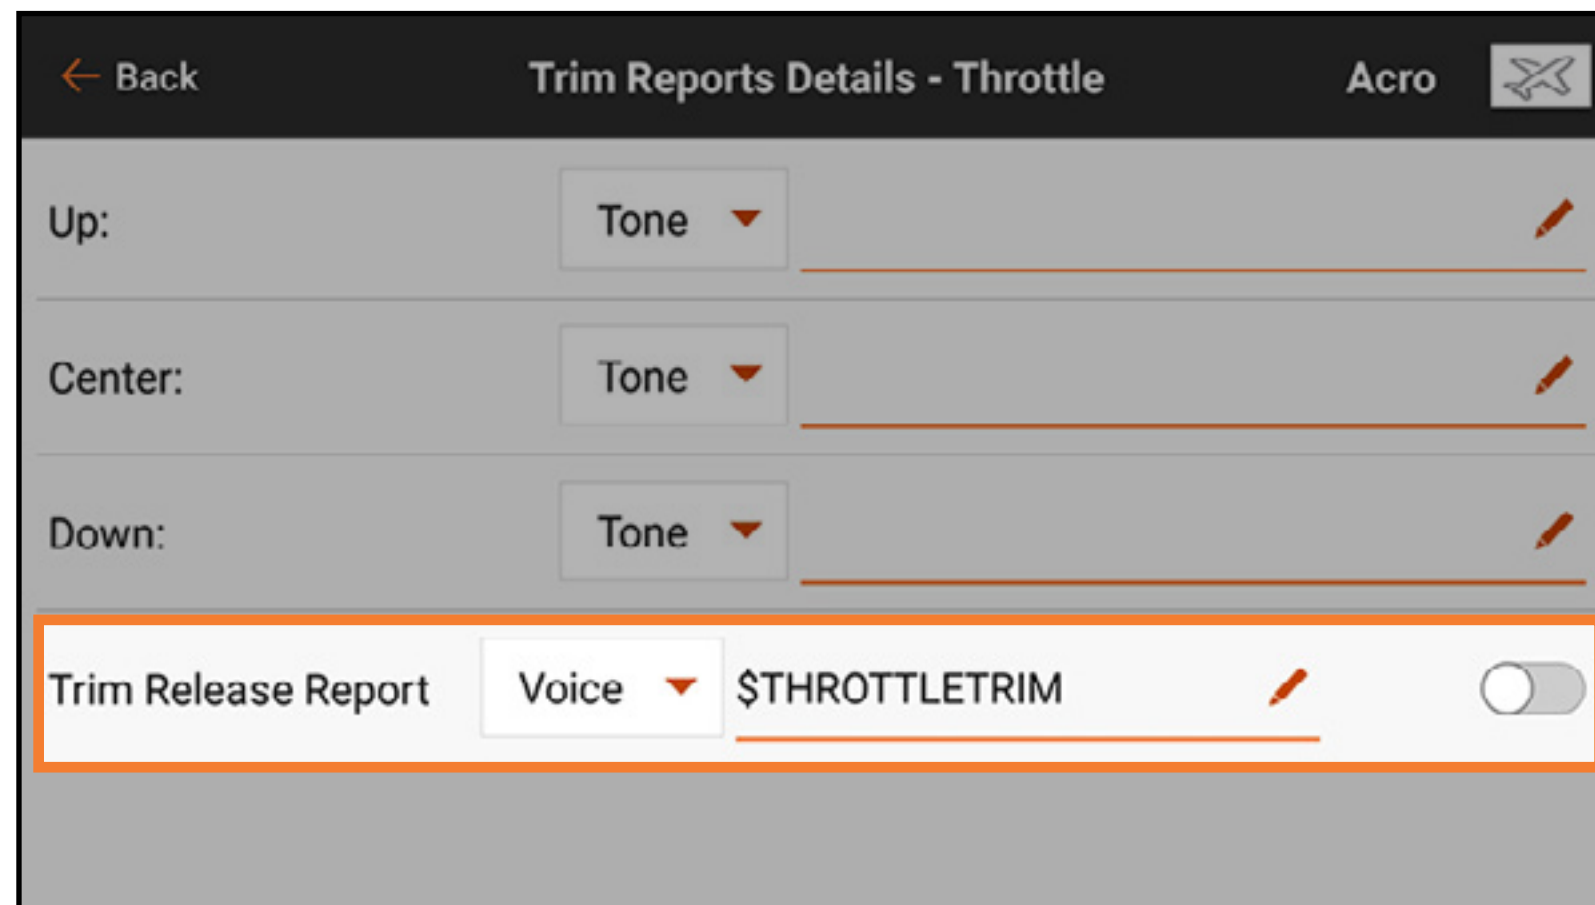 Back Trim Reports Details - Throttle Acro
Up: Tone
Center: Tone
Down: Tone
Trim Release Report Voice $THROTTLETRIM